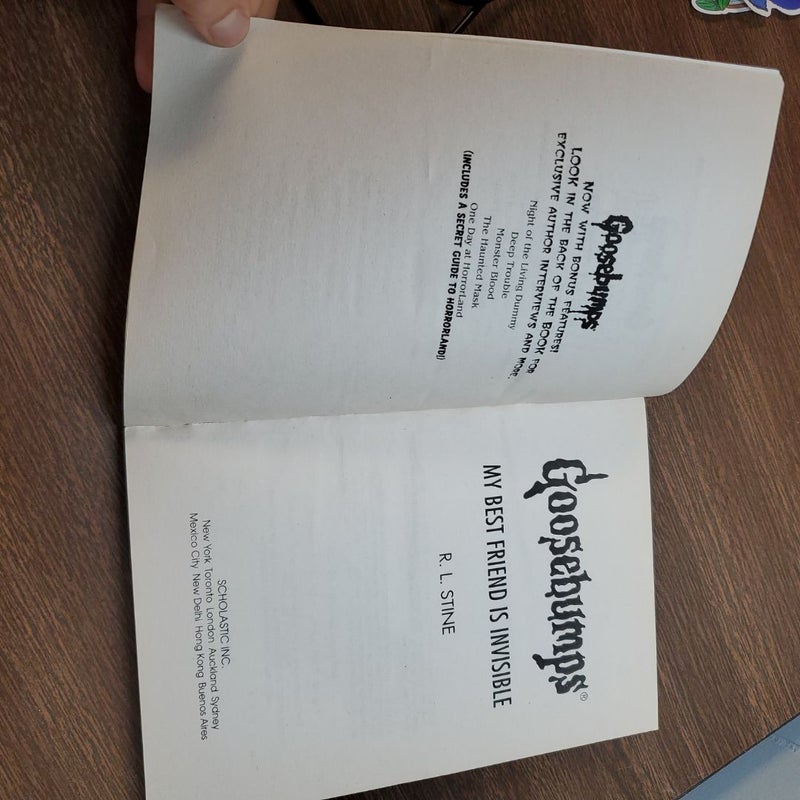 Goosebumps
NOW WITH BONUS FEATURES!
LOOK IN THE BACK OF THE BOOK FOR
EXCLUSIVE AUTHOR INTERVIEWS AND MORE.
Night of the Living Dummy
Deep Trouble
Monster Blood
The Haunted Mask
One Day at HorrorLand
(INCLUDES A SECRET GUIDE TO HORRORLAND!)
Goosebumps®
MY BEST FRIEND IS INVISIBLE
R. L. STINE
SCHOLASTIC INC.
New York Toronto London Auckland Sydney
Mexico City New Delhi Hong Kong Buenos Aires